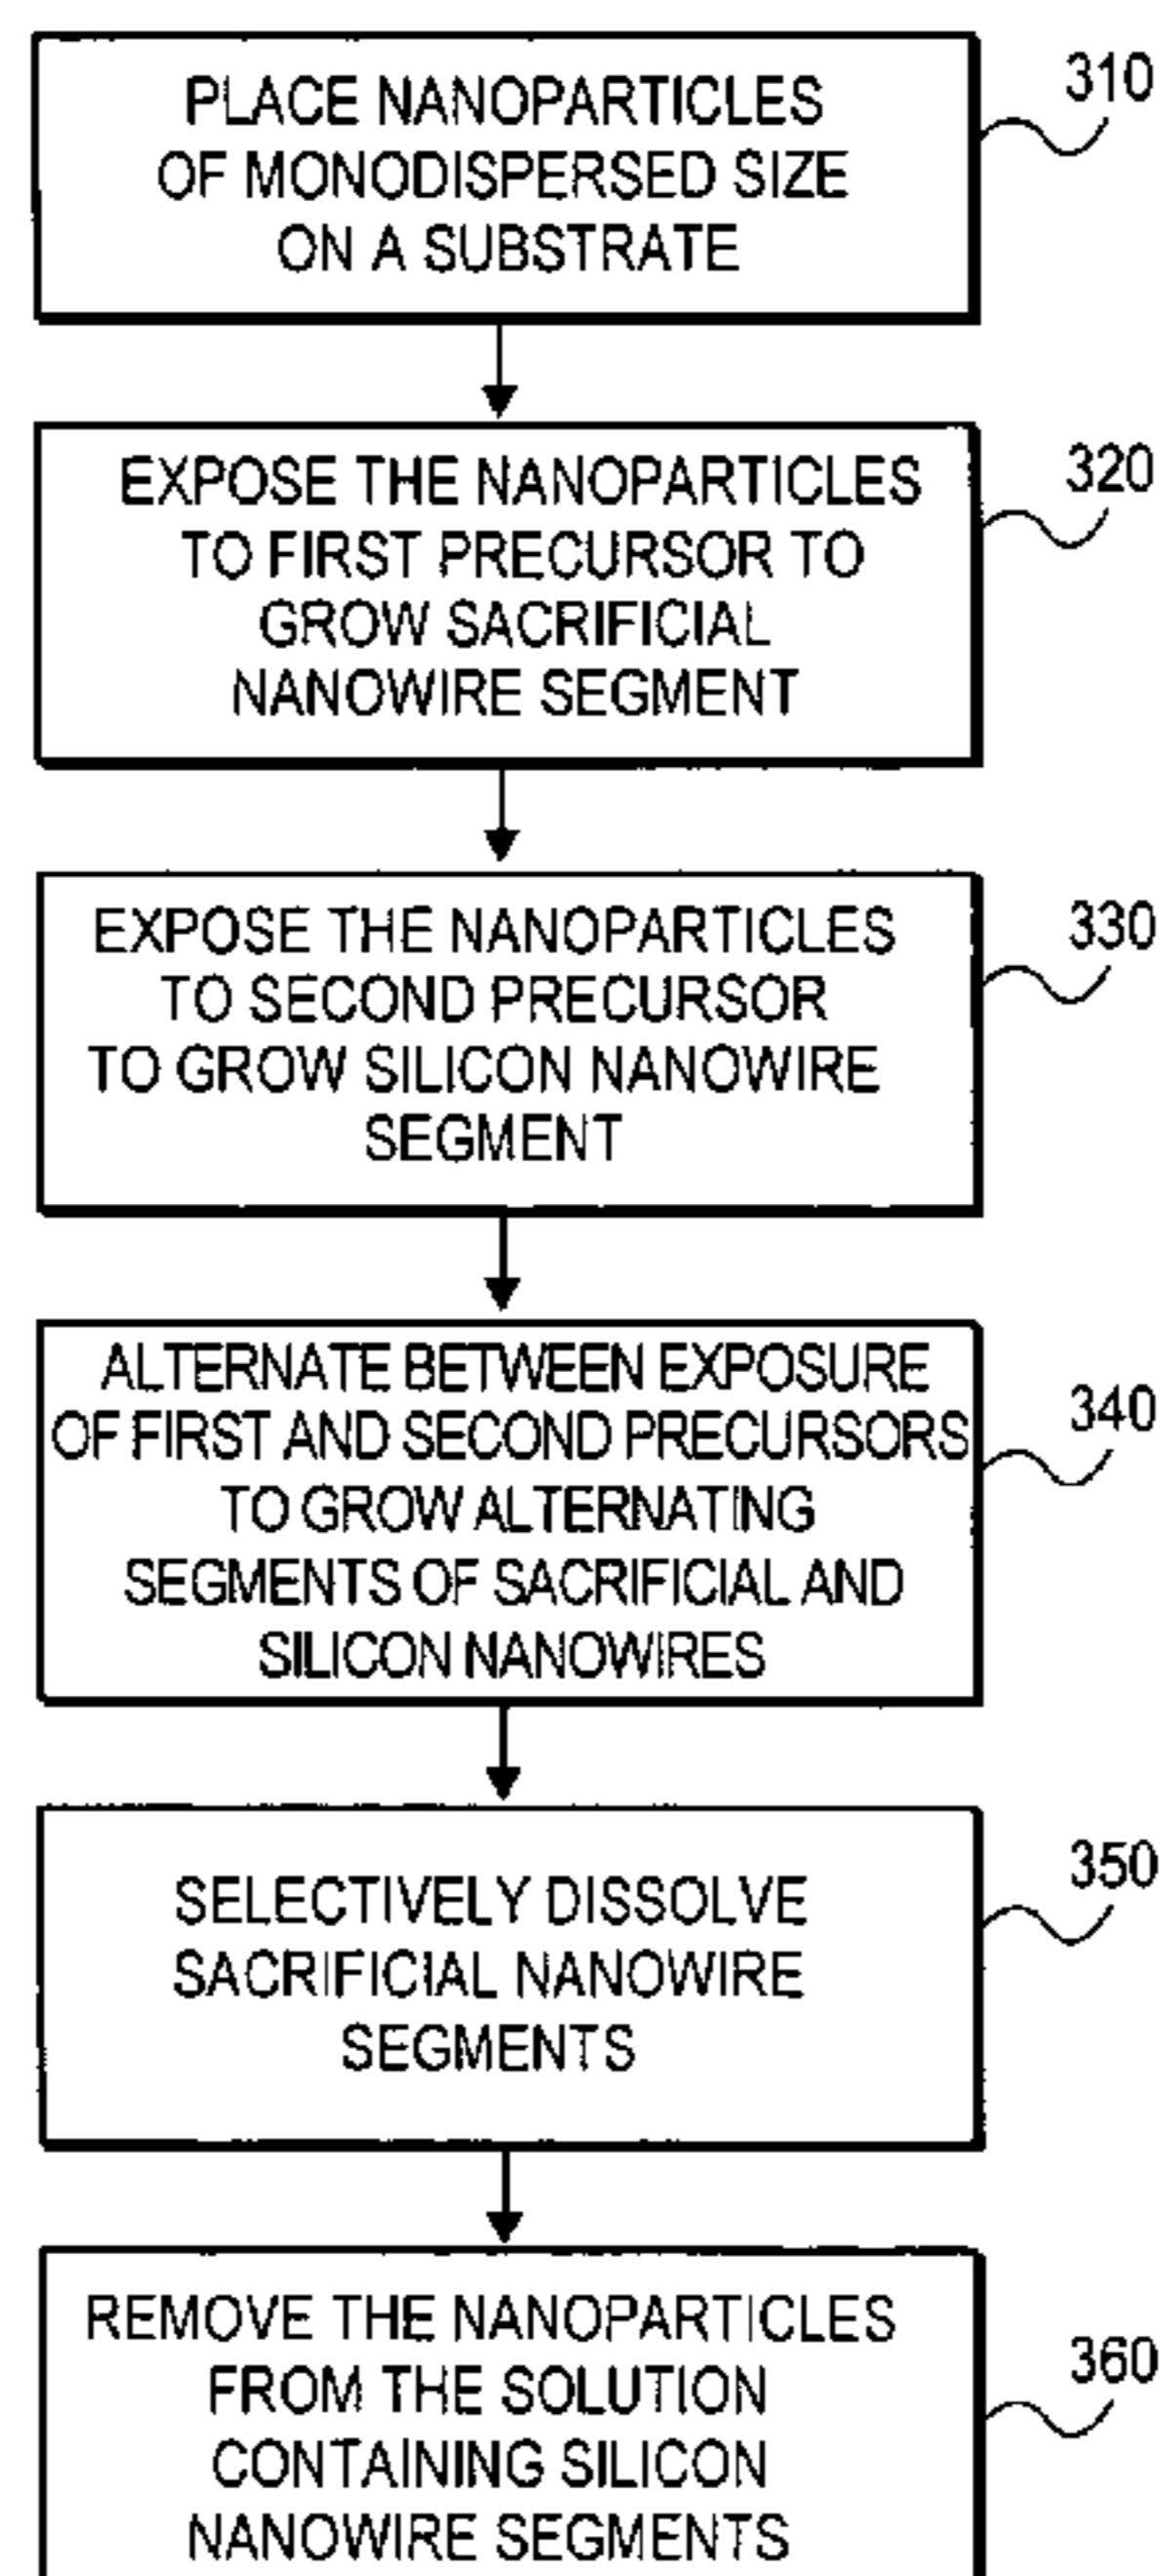 PLACE NANOPARTICLES
OF MONODISPERSED SIZE
ON A SUBSTRATE
310
EXPOSE THE NANOPARTICLES
TO FIRST PRECURSOR TO
GROW SACRIFICIAL
NANOWIRE SEGMENT
320
EXPOSE THE NANOPARTICLES
TO SECOND PRECURSOR
TO GROW SILICON NANOWIRE
SEGMENT
330
ALTERNATE BETWEEN EXPOSURE
OF FIRST AND SECOND PRECURSORS
TO GROW ALTERNATING
SEGMENTS OF SACRIFICIAL AND
SILICON NANOWIRES
340
SELECTIVELY DISSOLVE
SACRIFICIAL NANOWIRE
SEGMENTS
350
REMOVE THE NANOPARTICLES
FROM THE SOLUTION
CONTAINING SILICON
NANOWIRE SEGMENTS
360